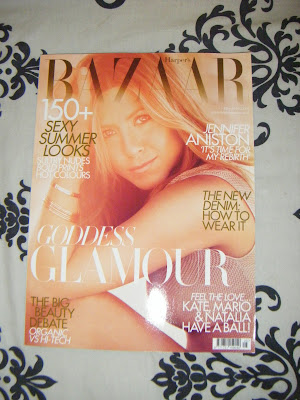 Harper's
BAZAAR
150+
SEXY
SUMMER
LOOKS
HOT COLOURS
JENNIFER
ANISTON
'IT'S TIME FOR
MY REBIRTH'
THE NEW
DENIM:
HOW TO
WEAR IT
GODDESS
GLAMOUR
THE BIG
BEAUTY
DEBATE
ORGANIC
VS HI-TECH
FEEL THE LOVE...
KATE, MARIO
& NATALIA
HAVE A BALL!